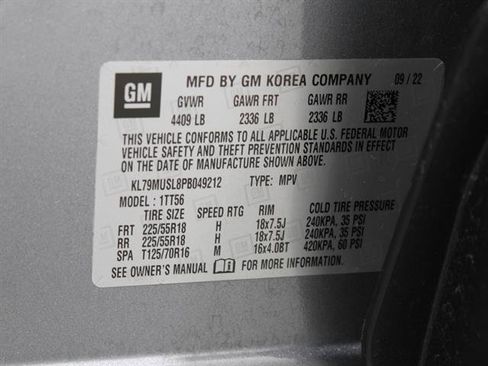 GM
MFD BY GM KOREA COMPANY 09/22
GVWR GAWR FRT GAWR RR
4409 LB 2336 LB 2336 LB
THIS VEHICLE CONFORMS TO ALL APPLICABLE U.S. FEDERAL MOTOR
VEHICLE SAFETY AND THEFT PREVENTION STANDARDS IN EFFECT
ON THE DATE OF MANUFACTURE SHOWN ABOVE.
KL79MUSL8PB049212 TYPE: MPV
MODEL: 1TT56
TIRE SIZE SPEED RTG RIM COLD TIRE PRESSURE
FRT 225/55R18 H 18x7.5J 240KPA, 35 PSI
RR 225/55R18 H 18x7.5J 240KPA, 35 PSI
SPA T125/70R16 M 16x4.0BT 420KPA, 60 PSI
SEE OWNER'S MANUAL FOR MORE INFORMATION.